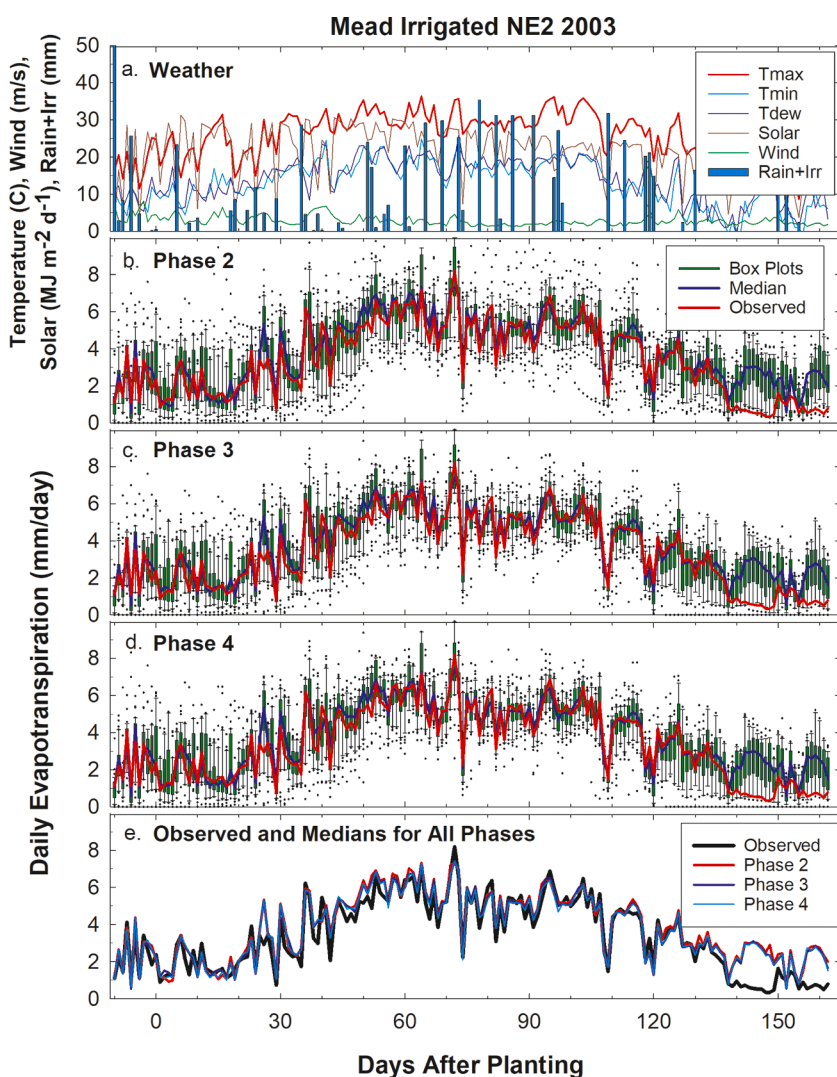 Mead Irrigated NE2 2003
Temperature (C), Wind (m/s),
Solar (MJ m-2 d-1), Rain+Irr (mm)
50
40
30
20
10
0
a. Weather
Tmax
Tmin
Tdew
Solar
Wind
Rain+Irr
Daily Evapotranspiration (mm/day)
8
6
4
2
0
b. Phase 2
Box Plots
Median
Observed
8
6
4
2
0
c. Phase 3
8
6
4
2
0
d. Phase 4
8
6
4
2
0
e. Observed and Medians for All Phases
Observed
Phase 2
Phase 3
Phase 4
0 30 60 90 120 150
Days After Planting